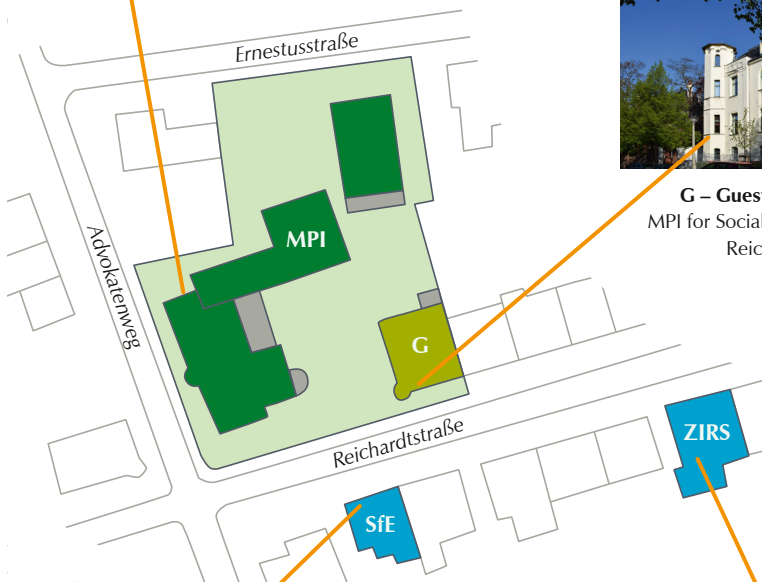 Ernestusstraße
MPI
Advokatenweg
G – Gues
MPI for Social
Reic
G
Reichardtstraße
ZIRS
SfE